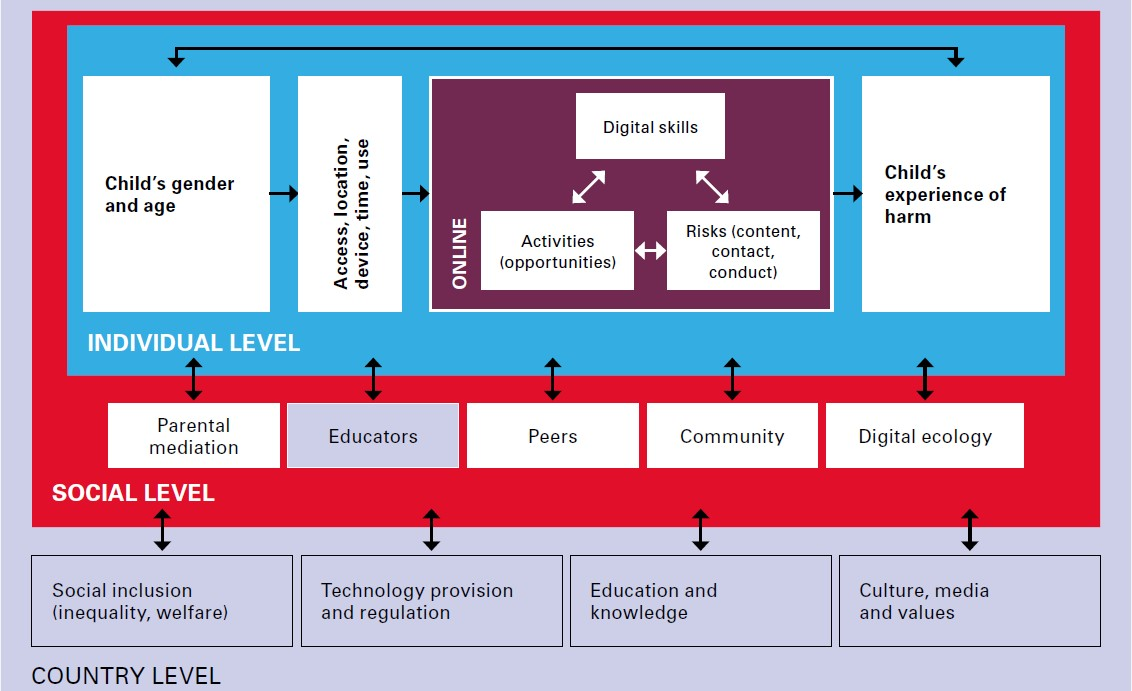 Child's gender
and age
Access, location,
device, time, use
ONLINE
Digital skills
Activities
(opportunities)
Risks (content,
contact,
conduct)
Child's
experience of
harm
INDIVIDUAL LEVEL
Parental
mediation
Educators
Peers
Community
Digital ecology
SOCIAL LEVEL
Social inclusion
(inequality, welfare)
Technology provision
and regulation
Education and
knowledge
Culture, media
and values
COUNTRY LEVEL